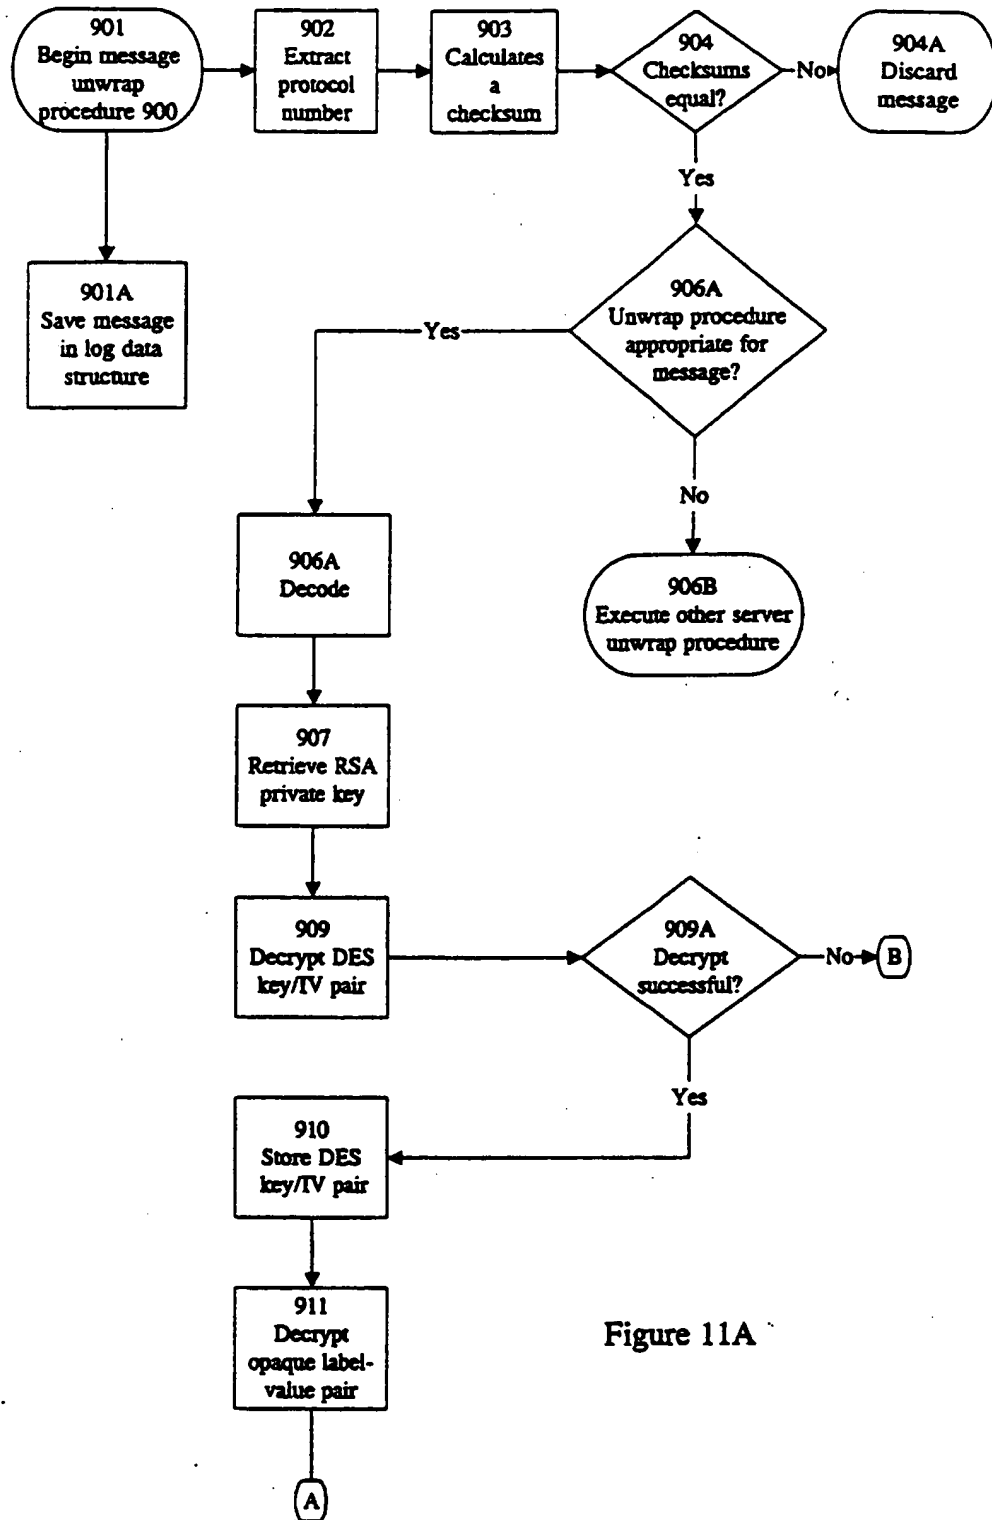 901
Begin message
unwrap
procedure 900
902
Extract
protocol
number
903
Calculates
a
checksum
904
Checksums
equal?
No
904A
Discard
message
Yes
901A
Save message
in log data
structure
906A
Unwrap procedure
appropriate for
message?
Yes
No
906A
Decode
906B
Execute other server
unwrap procedure
907
Retrieve RSA
private key
909
Decrypt DES
key/IV pair
909A
Decrypt
successful?
No
B
Yes
910
Store DES
key/IV pair
911
Decrypt
opaque label-
value pair
A
Figure 11A